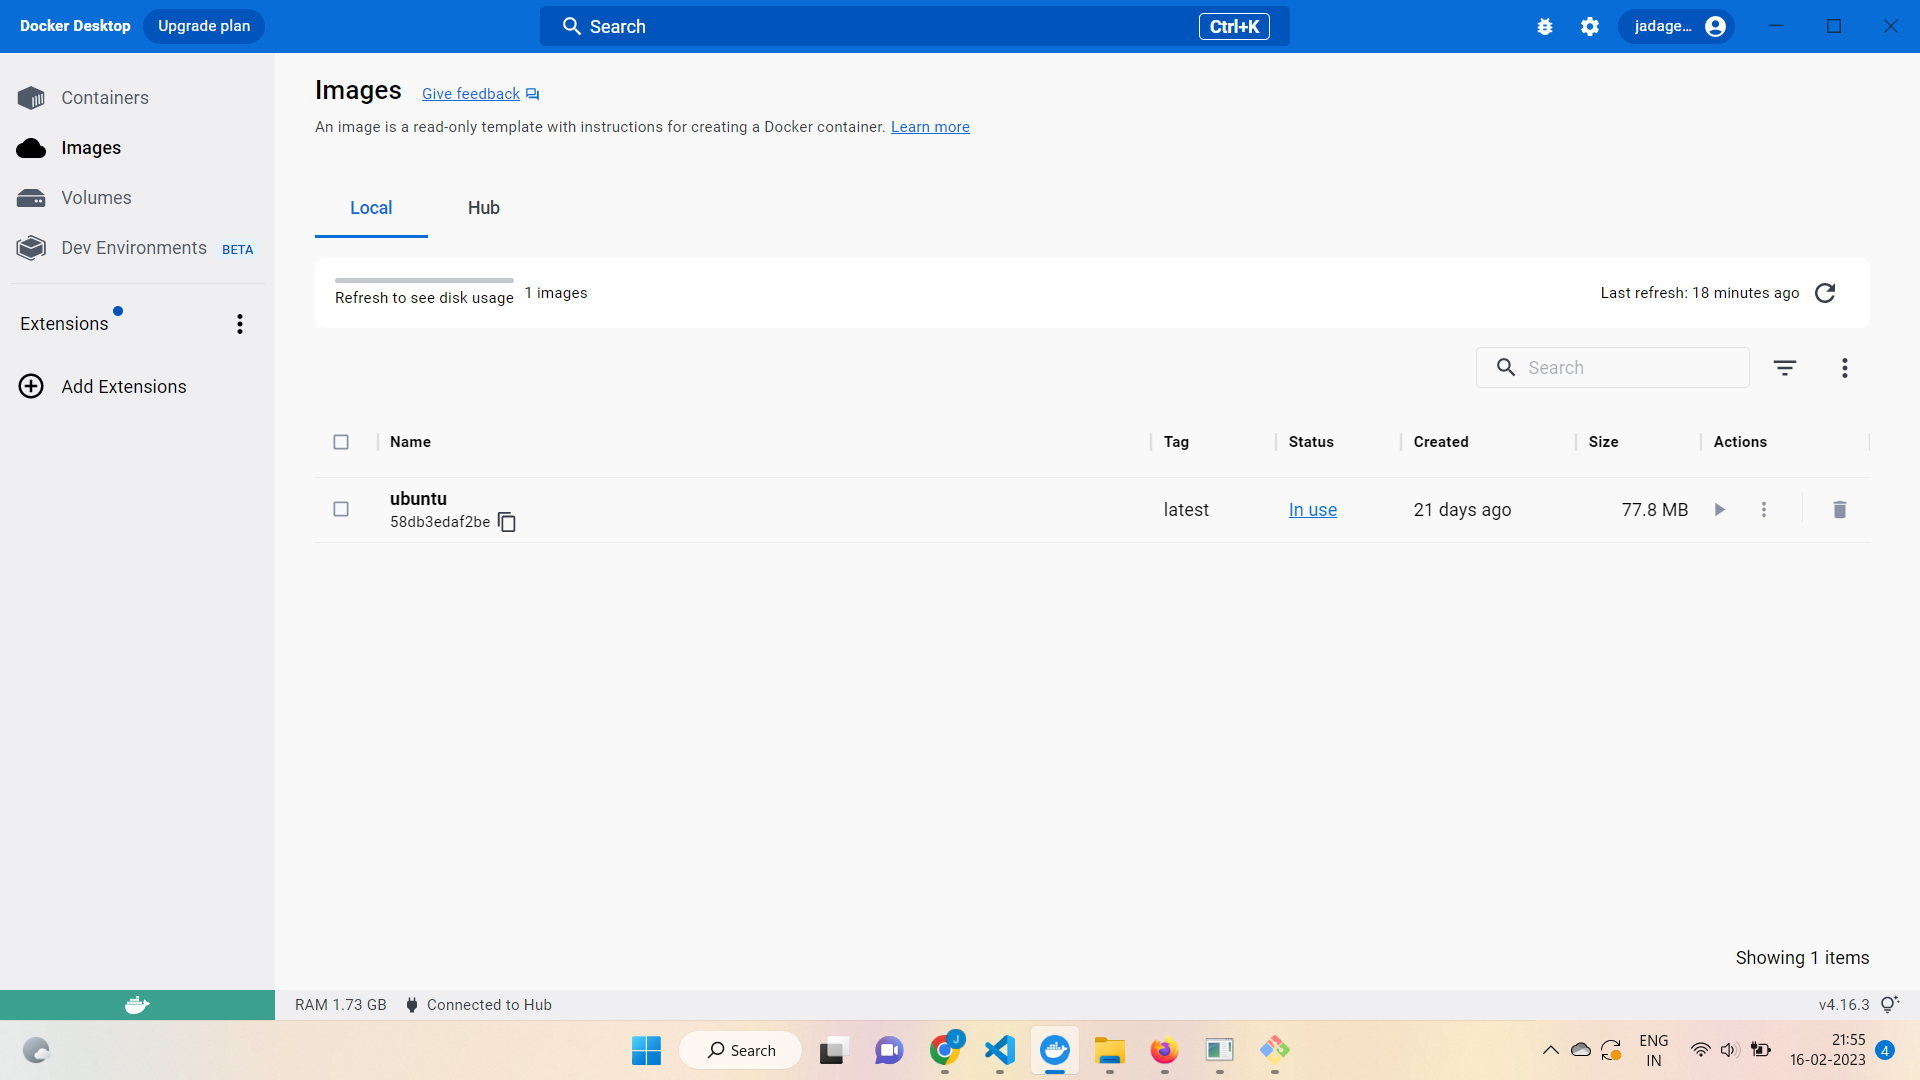 Docker Desktop Upgrade plan Search Ctrl+K jadage...
Containers
Images
Volumes
Dev Environments BETA
Extensions
Add Extensions
Images Give feedback
An image is a read-only template with instructions for creating a Docker container. Learn more
Local Hub
Refresh to see disk usage 1 images Last refresh: 18 minutes ago
Search
Name Tag Status Created Size Actions
ubuntu
58db3edaf2be latest In use 21 days ago 77.8 MB
Showing 1 items
RAM 1.73 GB Connected to Hub v4.16.3
Search J ENG 21:55
IN 16-02-2023 4